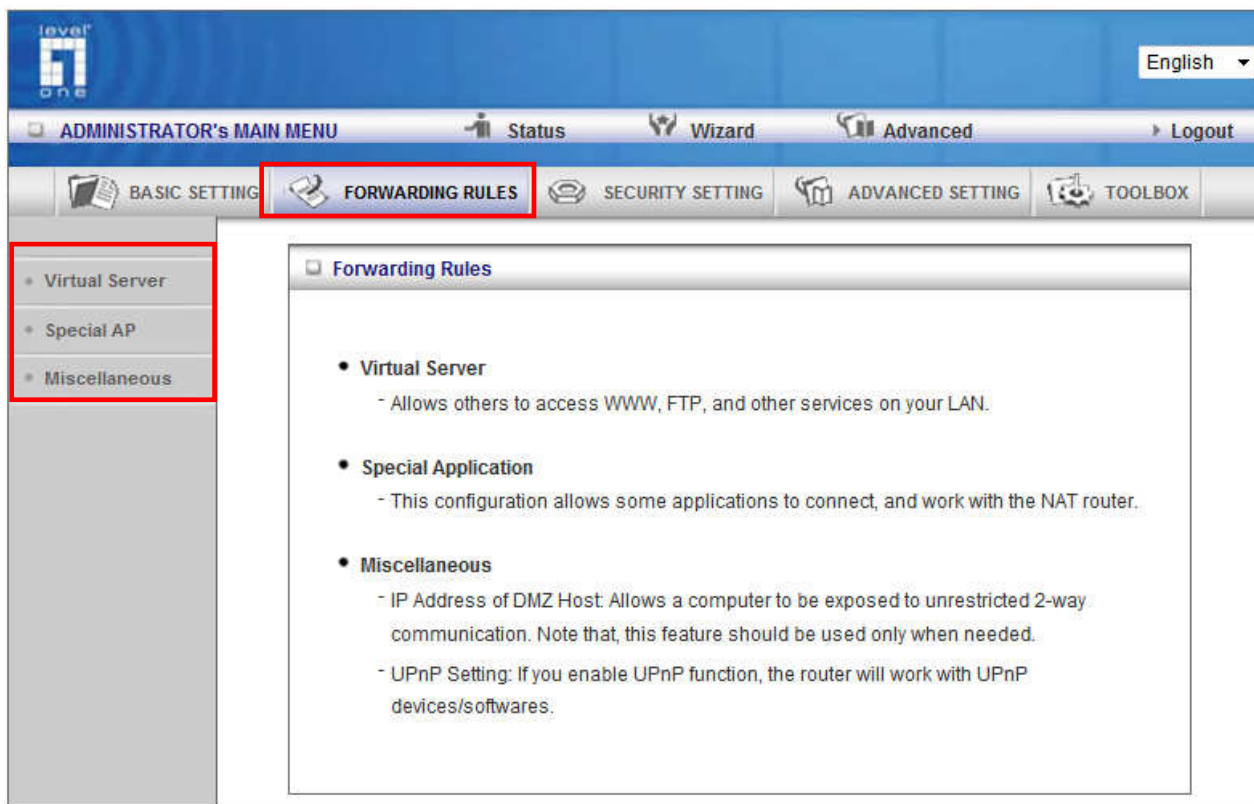 level
one
English
ADMINISTRATOR's MAIN MENU Status Wizard Advanced Logout
BASIC SETTING FORWARDING RULES SECURITY SETTING ADVANCED SETTING TOOLBOX
Virtual Server
Special AP
Miscellaneous
Forwarding Rules
Virtual Server
- Allows others to access WWW, FTP, and other services on your LAN.
Special Application
- This configuration allows some applications to connect, and work with the NAT router.
Miscellaneous
- IP Address of DMZ Host: Allows a computer to be exposed to unrestricted 2-way
communication. Note that, this feature should be used only when needed.
- UPnP Setting: If you enable UPnP function, the router will work with UPnP
devices/softwares.